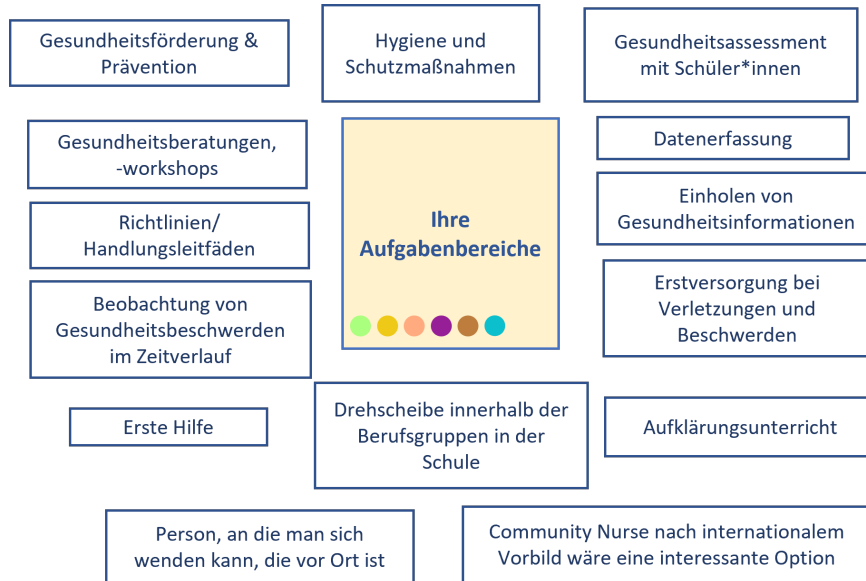 Gesundheitsförderung &
Prävention
Hygiene und
Schutzmaßnahmen
Gesundheitsassessment
mit Schüler*innen
Gesundheitsberatungen,
-workshops
Datenerfassung
Richtlinien/
Handlungsleitfäden
Ihre
Aufgabenbereiche
Einholen von
Gesundheitsinformationen
Beobachtung von
Gesundheitsbeschwerden
im Zeitverlauf
Erstversorgung bei
Verletzungen und
Beschwerden
Erste Hilfe
Drehscheibe innerhalb der
Berufsgruppen in der
Schule
Aufklärungsunterricht
Person, an die man sich
wenden kann, die vor Ort ist
Community Nurse nach internationalem
Vorbild wäre eine interessante Option